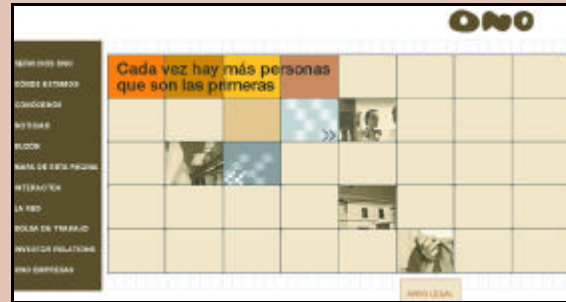 ONO
SERVICIOS ONO
DÓNDE ESTAMOS
CONÓCENOS
NOTICIAS
BUZÓN
MAPA DE ESTA PÁGINA
INTERACTÚA
LA RED
BOLSA DE TRABAJO
INVESTOR RELATIONS
ONO EMPRESAS
Cada vez hay más personas
que son las primeras
AVISO LEGAL